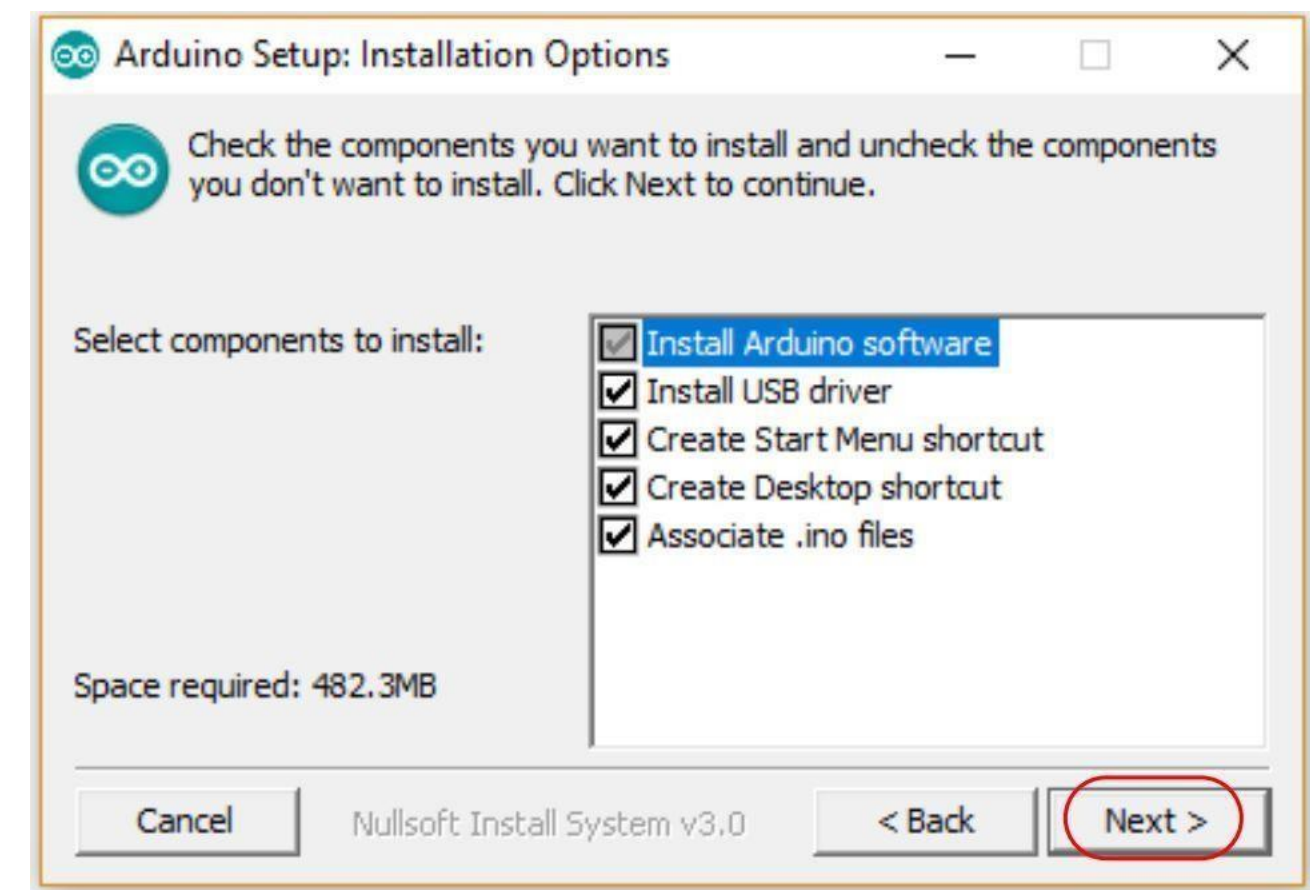 Arduino Setup: Installation Options
Check the components you want to install and uncheck the components
you don't want to install. Click Next to continue.
Select components to install:
Install Arduino software
Install USB driver
Create Start Menu shortcut
Create Desktop shortcut
Associate .ino files
Space required: 482.3MB
Cancel
Nullsoft Install System v3.0
< Back
Next >